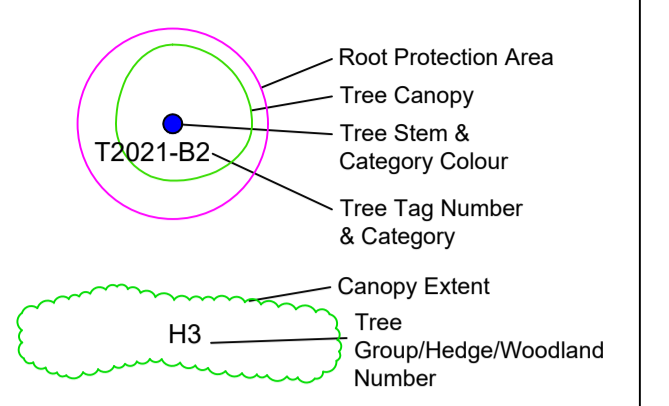 Root Protection Area
Tree Canopy
Tree Stem &
Category Colour
T2021-B2
Tree Tag Number
& Category
Canopy Extent
H3
Tree
Group/Hedge/Woodland
Number